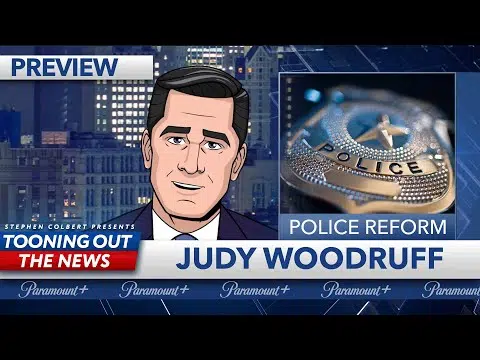 PREVIEW
POLICE
POLICE REFORM
STEPHEN COLBERT PRESENTS
TOONING OUT
THE NEWS
JUDY WOODRUFF
Paramount+ Paramount+ Paramount+ Paramount+ Paramount+